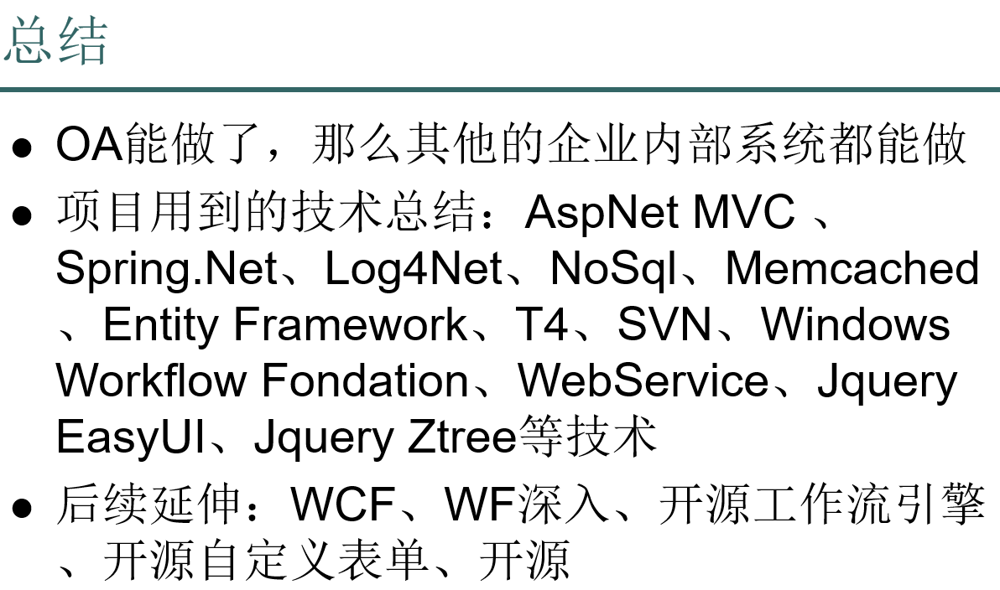 总结
● OA能做了，那么其他的企业内部系统都能做
● 项目用到的技术总结：AspNet MVC 、
Spring.Net、Log4Net、NoSql、Memcached
、Entity Framework、T4、SVN、Windows
Workflow Fondation、WebService、Jquery
EasyUI、Jquery Ztree等技术
● 后续延伸：WCF、WF深入、开源工作流引擎
、开源自定义表单、开源